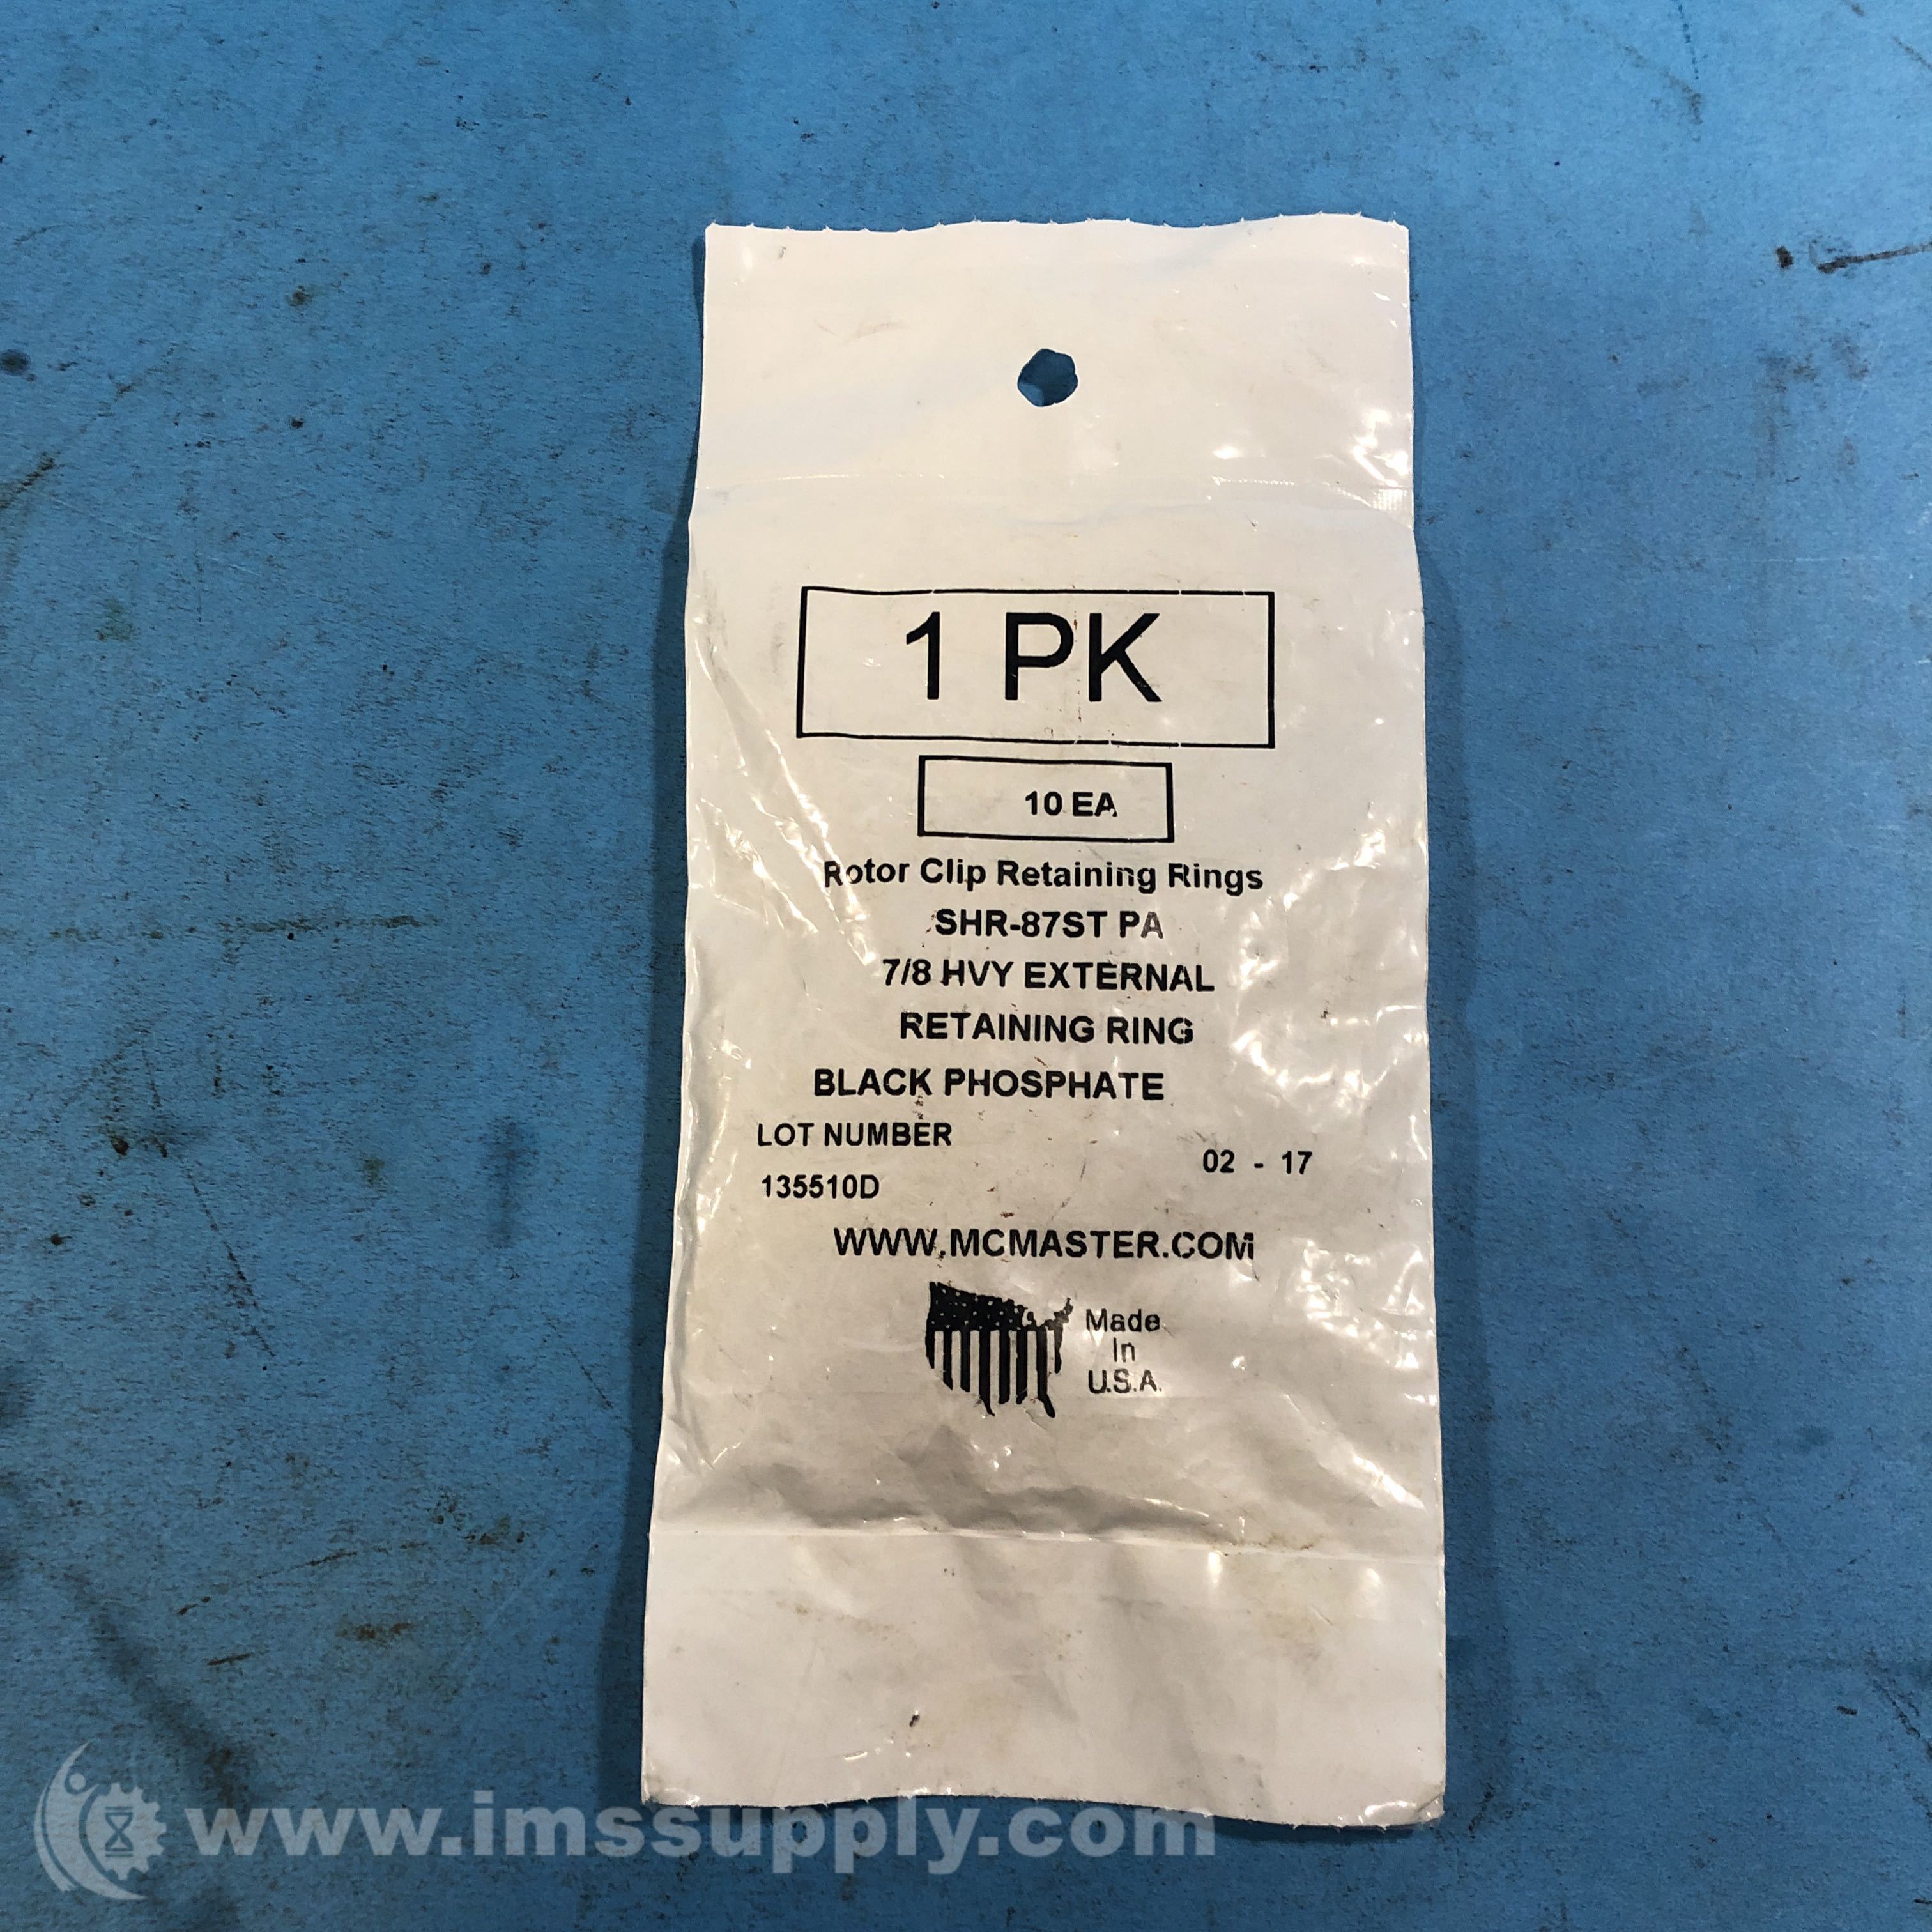 1 PK
10 EA
Rotor Clip Retaining Rings
SHR-87ST PA
7/8 HVY EXTERNAL
RETAINING RING
BLACK PHOSPHATE
LOT NUMBER
02 - 17
135510D
WWW.MCMASTER.COM
Made
In
U.S.A.
www.imssupply.com